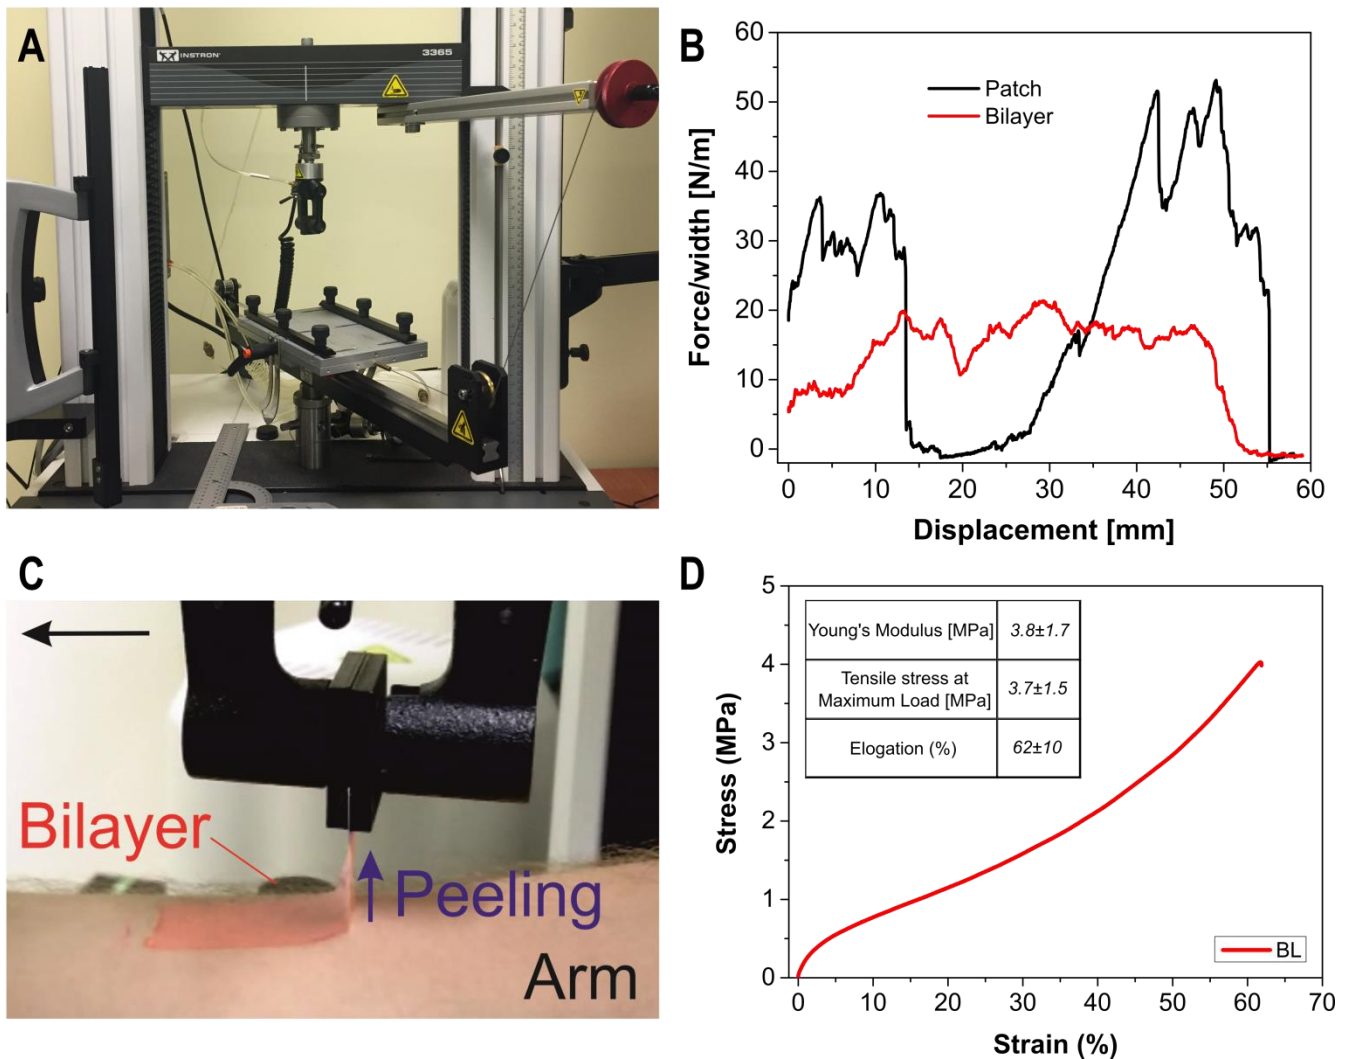 A
INSTRON
3365
B
Force/width [N/m]
60
50
40
30
20
10
0
Patch
Bilayer
0 10 20 30 40 50 60
Displacement [mm]
C
Bilayer
Peeling
Arm
D
Stress (MPa)
5
4
3
2
1
0
Young's Modulus [MPa] 3.8±1.7
Tensile stress at
Maximum Load [MPa] 3.7±1.5
Elogation (%) 62±10
BL
0 10 20 30 40 50 60 70
Strain (%)